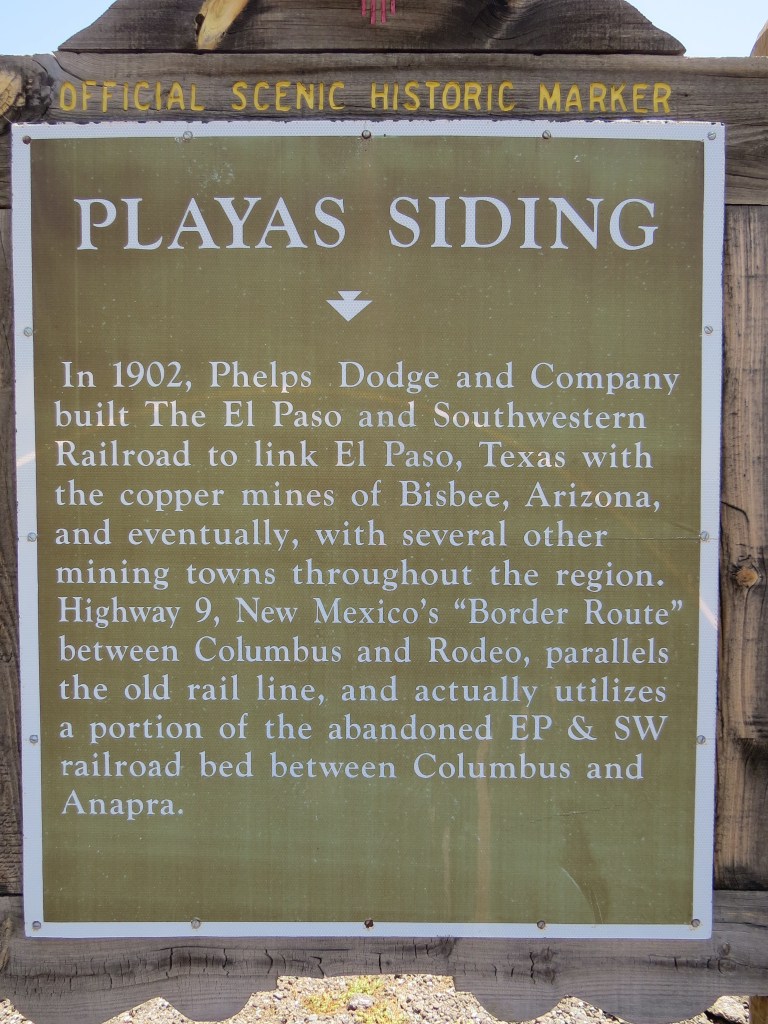 OFFICIAL SCENIC HISTORIC MARKER
PLAYAS SIDING
In 1902, Phelps Dodge and Company
built The El Paso and Southwestern
Railroad to link El Paso, Texas with
the copper mines of Bisbee, Arizona,
and eventually, with several other
mining towns throughout the region.
Highway 9, New Mexico's “Border Route”
between Columbus and Rodeo, parallels
the old rail line, and actually utilizes
a portion of the abandoned EP & SW
railroad bed between Columbus and
Anapra.